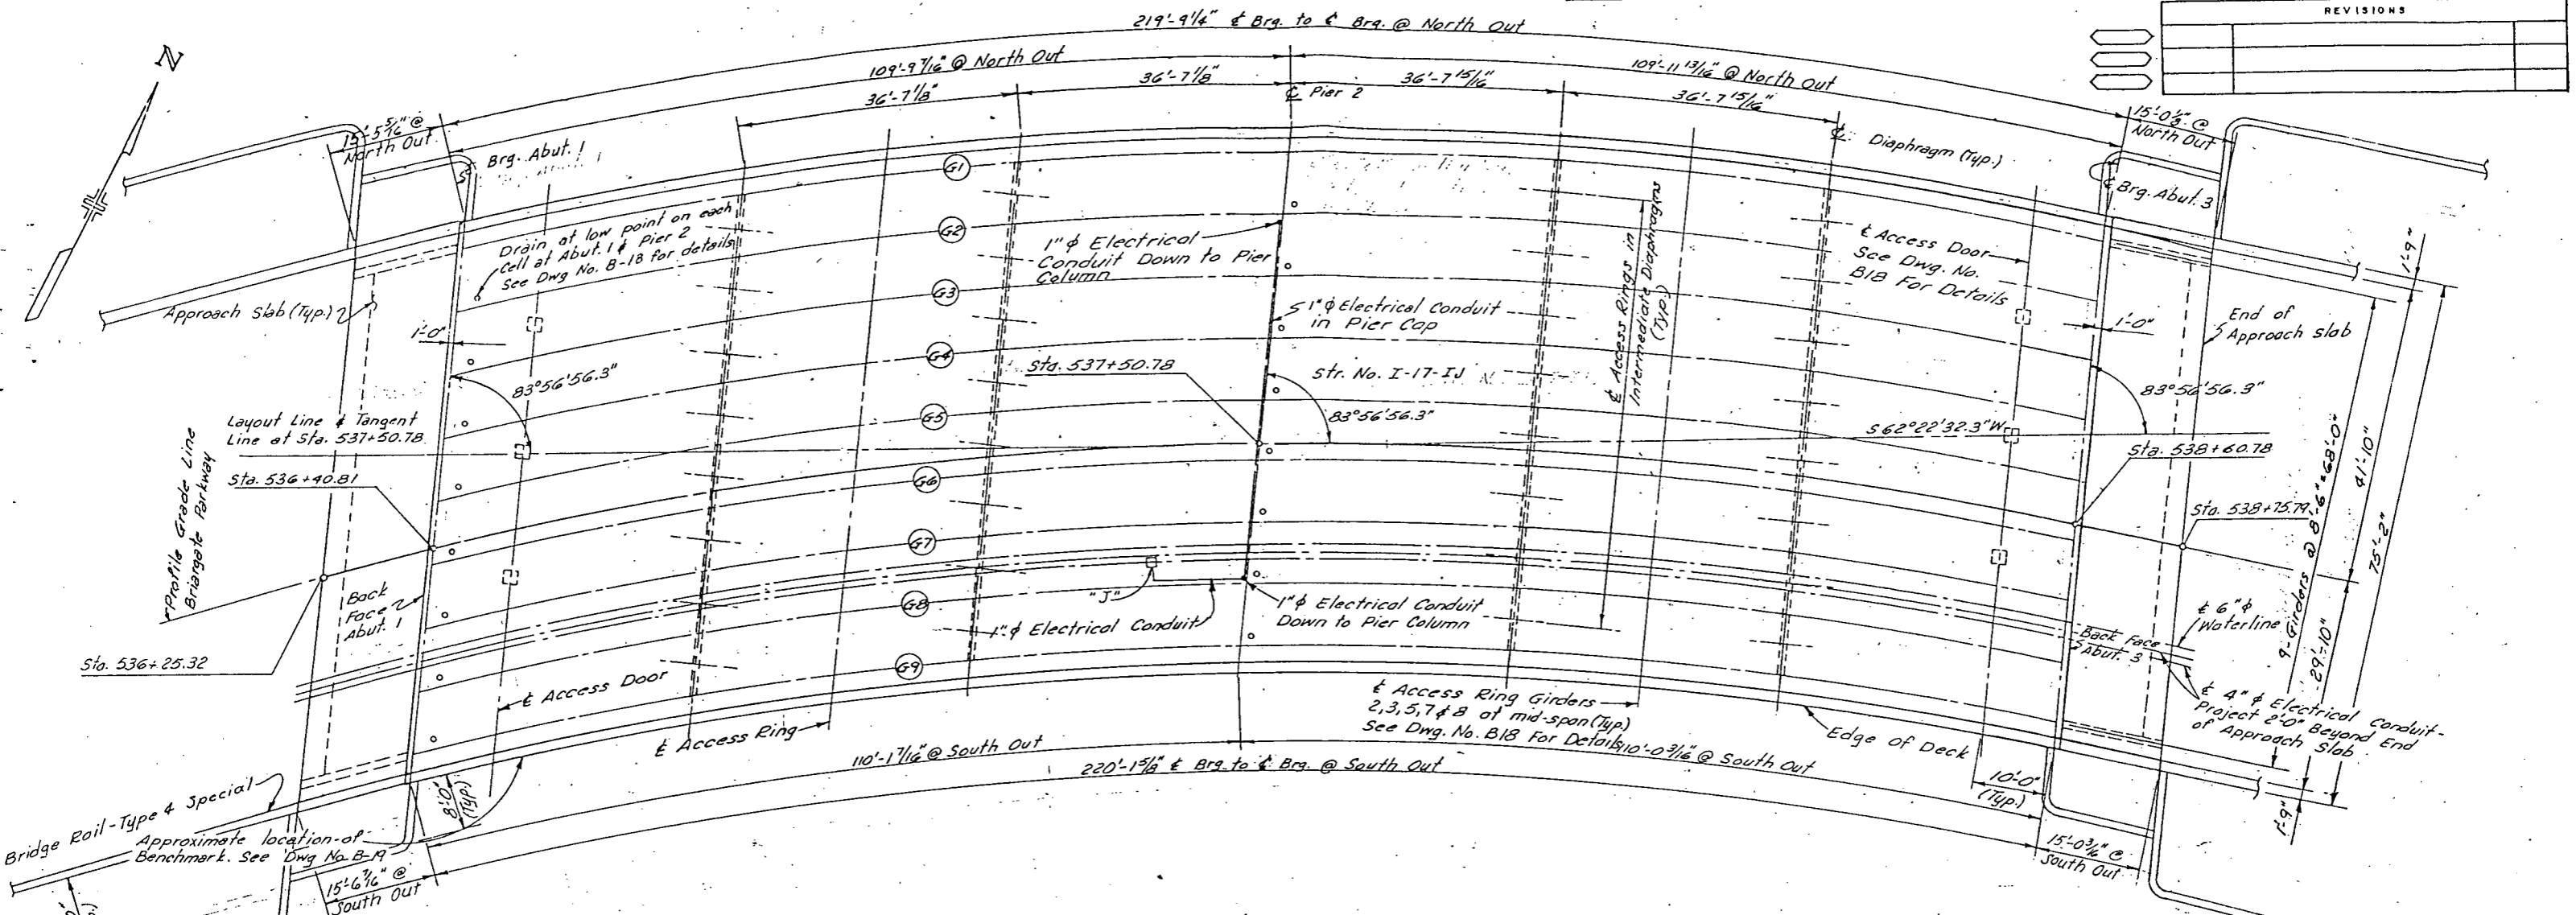 REVISIONS
219'-9 1/4" ℄ Brg. to ℄ Brg. @ North Out
109'-9 7/16" @ North Out
109'-11 13/16" @ North Out
36'-7 1/8"
36'-7 1/8"
36'-7 15/16"
36'-7 15/16"
℄ Pier 2
N
15'-5 5/16" @
North Out
Brg. Abut. 1
℄ Diaphragm (Typ.)
15'-0 1/8" @
North Out
℄ Brg. Abut. 3
G1
G2
G3
G4
G5
G6
G7
G8
G9
Drain at low point on each
Cell at Abut. 1 & Pier 2
See Dwg No. B-18 for details
1" ϕ Electrical
Conduit Down to Pier
Column
℄ Access Rings in
Intermediate Diaphragms
(Typ.)
℄ Access Door
See Dwg. No.
B18 For Details
1'-9"
Approach Slab (Typ.)
1'-0"
1" ϕ Electrical Conduit
in Pier Cap
1'-0"
End of
Approach slab
83°56'56.3"
Sta. 537+50.78
Str. No. I-17-IJ
83°56'56.3"
83°56'56.3"
Layout Line & Tangent
Line at Sta. 537+50.78
S 62°22'32.3" W
Sta. 538+60.78
Profile Grade Line
Briargate Parkway
Sta. 536+40.81
Sta. 538+75.79
9-Girders @ 8'-6" = 68'-0"
41'-10"
75'-2"
29'-10"
Back
Face
Abut. 1
"J"
1" ϕ Electrical Conduit
1" ϕ Electrical Conduit
Down to Pier Column
℄ 6" ϕ
Waterline
Back Face
Abut. 3
Sta. 536+25.32
℄ Access Door
℄ Access Ring
℄ Access Ring Girders
2,3,5,7 & 8 at mid-span (Typ.)
See Dwg. No. B18 For Details
Edge of Deck
℄ 4" ϕ Electrical Conduit-
Project 2'-0" Beyond End
of Approach Slab
110'-1 7/16" @ South Out
110'-0 3/16" @ South Out
220'-1 5/8" ℄ Brg. to ℄ Brg. @ South Out
10'-0"
(Typ.)
1'-9"
Bridge Rail-Type 4 Special
8'-0"
(Typ.)
Approximate location of
Benchmark. See Dwg No. B-19
15'-6 7/16" @
South Out
15'-0 3/16" @
South Out